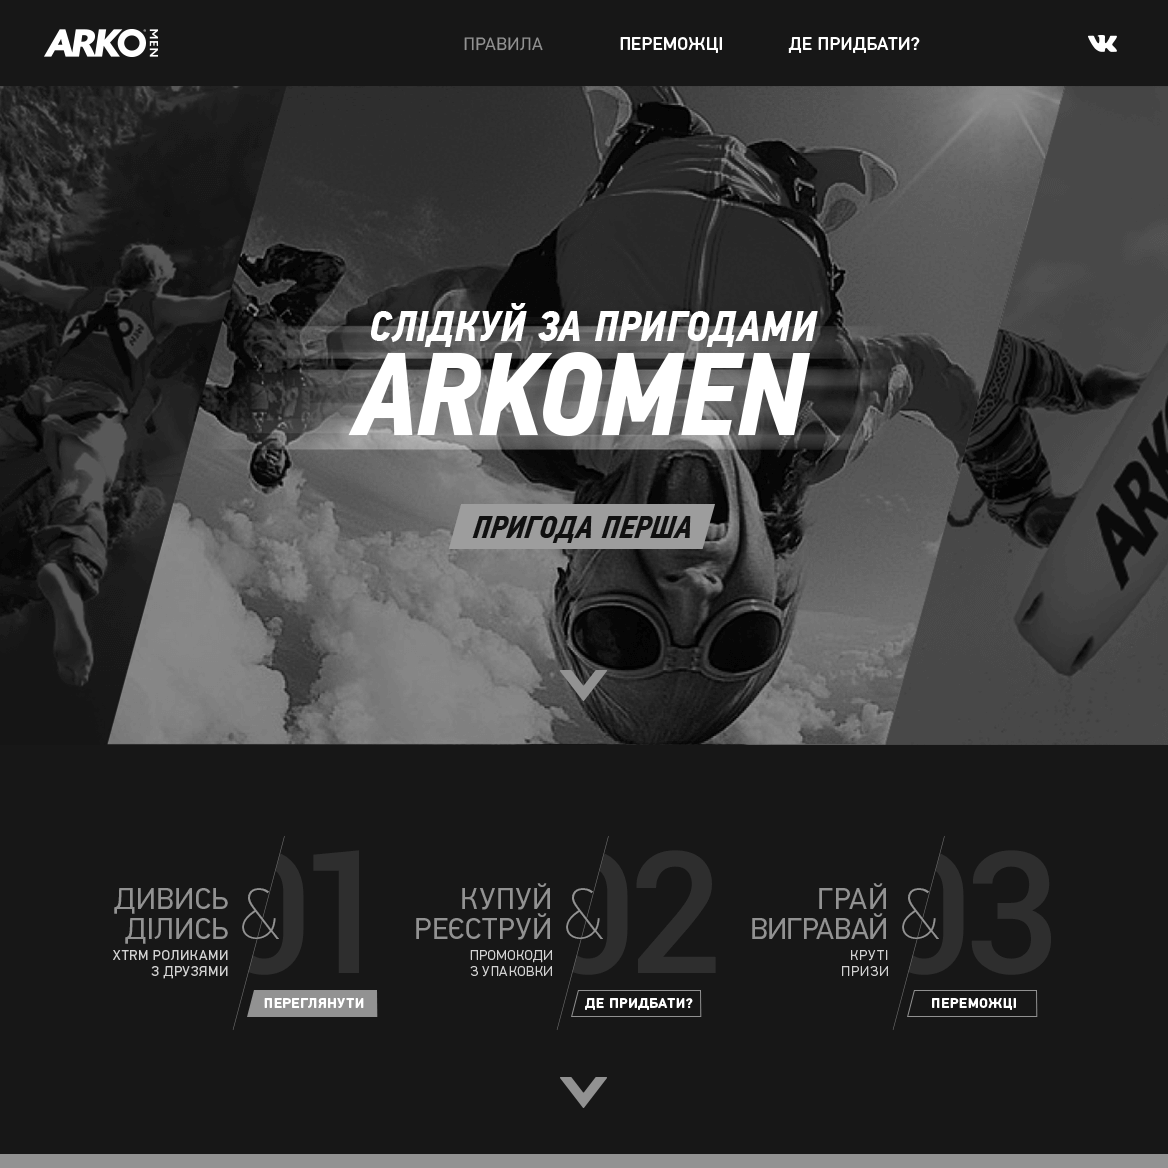 ARKO MEN
ПРАВИЛА
ПЕРЕМОЖЦІ
ДЕ ПРИДБАТИ?
ARKO
MEN
СЛІДКУЙ ЗА ПРИГОДАМИ
ARKOMEN
ПРИГОДА ПЕРША
ДИВИСЬ
ДІЛИСЬ
&
01
XTRM РОЛИКАМИ
З ДРУЗЯМИ
ПЕРЕГЛЯНУТИ
КУПУЙ
РЕЄСТРУЙ
&
02
ПРОМОКОДИ
З УПАКОВКИ
ДЕ ПРИДБАТИ?
ГРАЙ
ВИГРАВАЙ
&
03
КРУТІ
ПРИЗИ
ПЕРЕМОЖЦІ